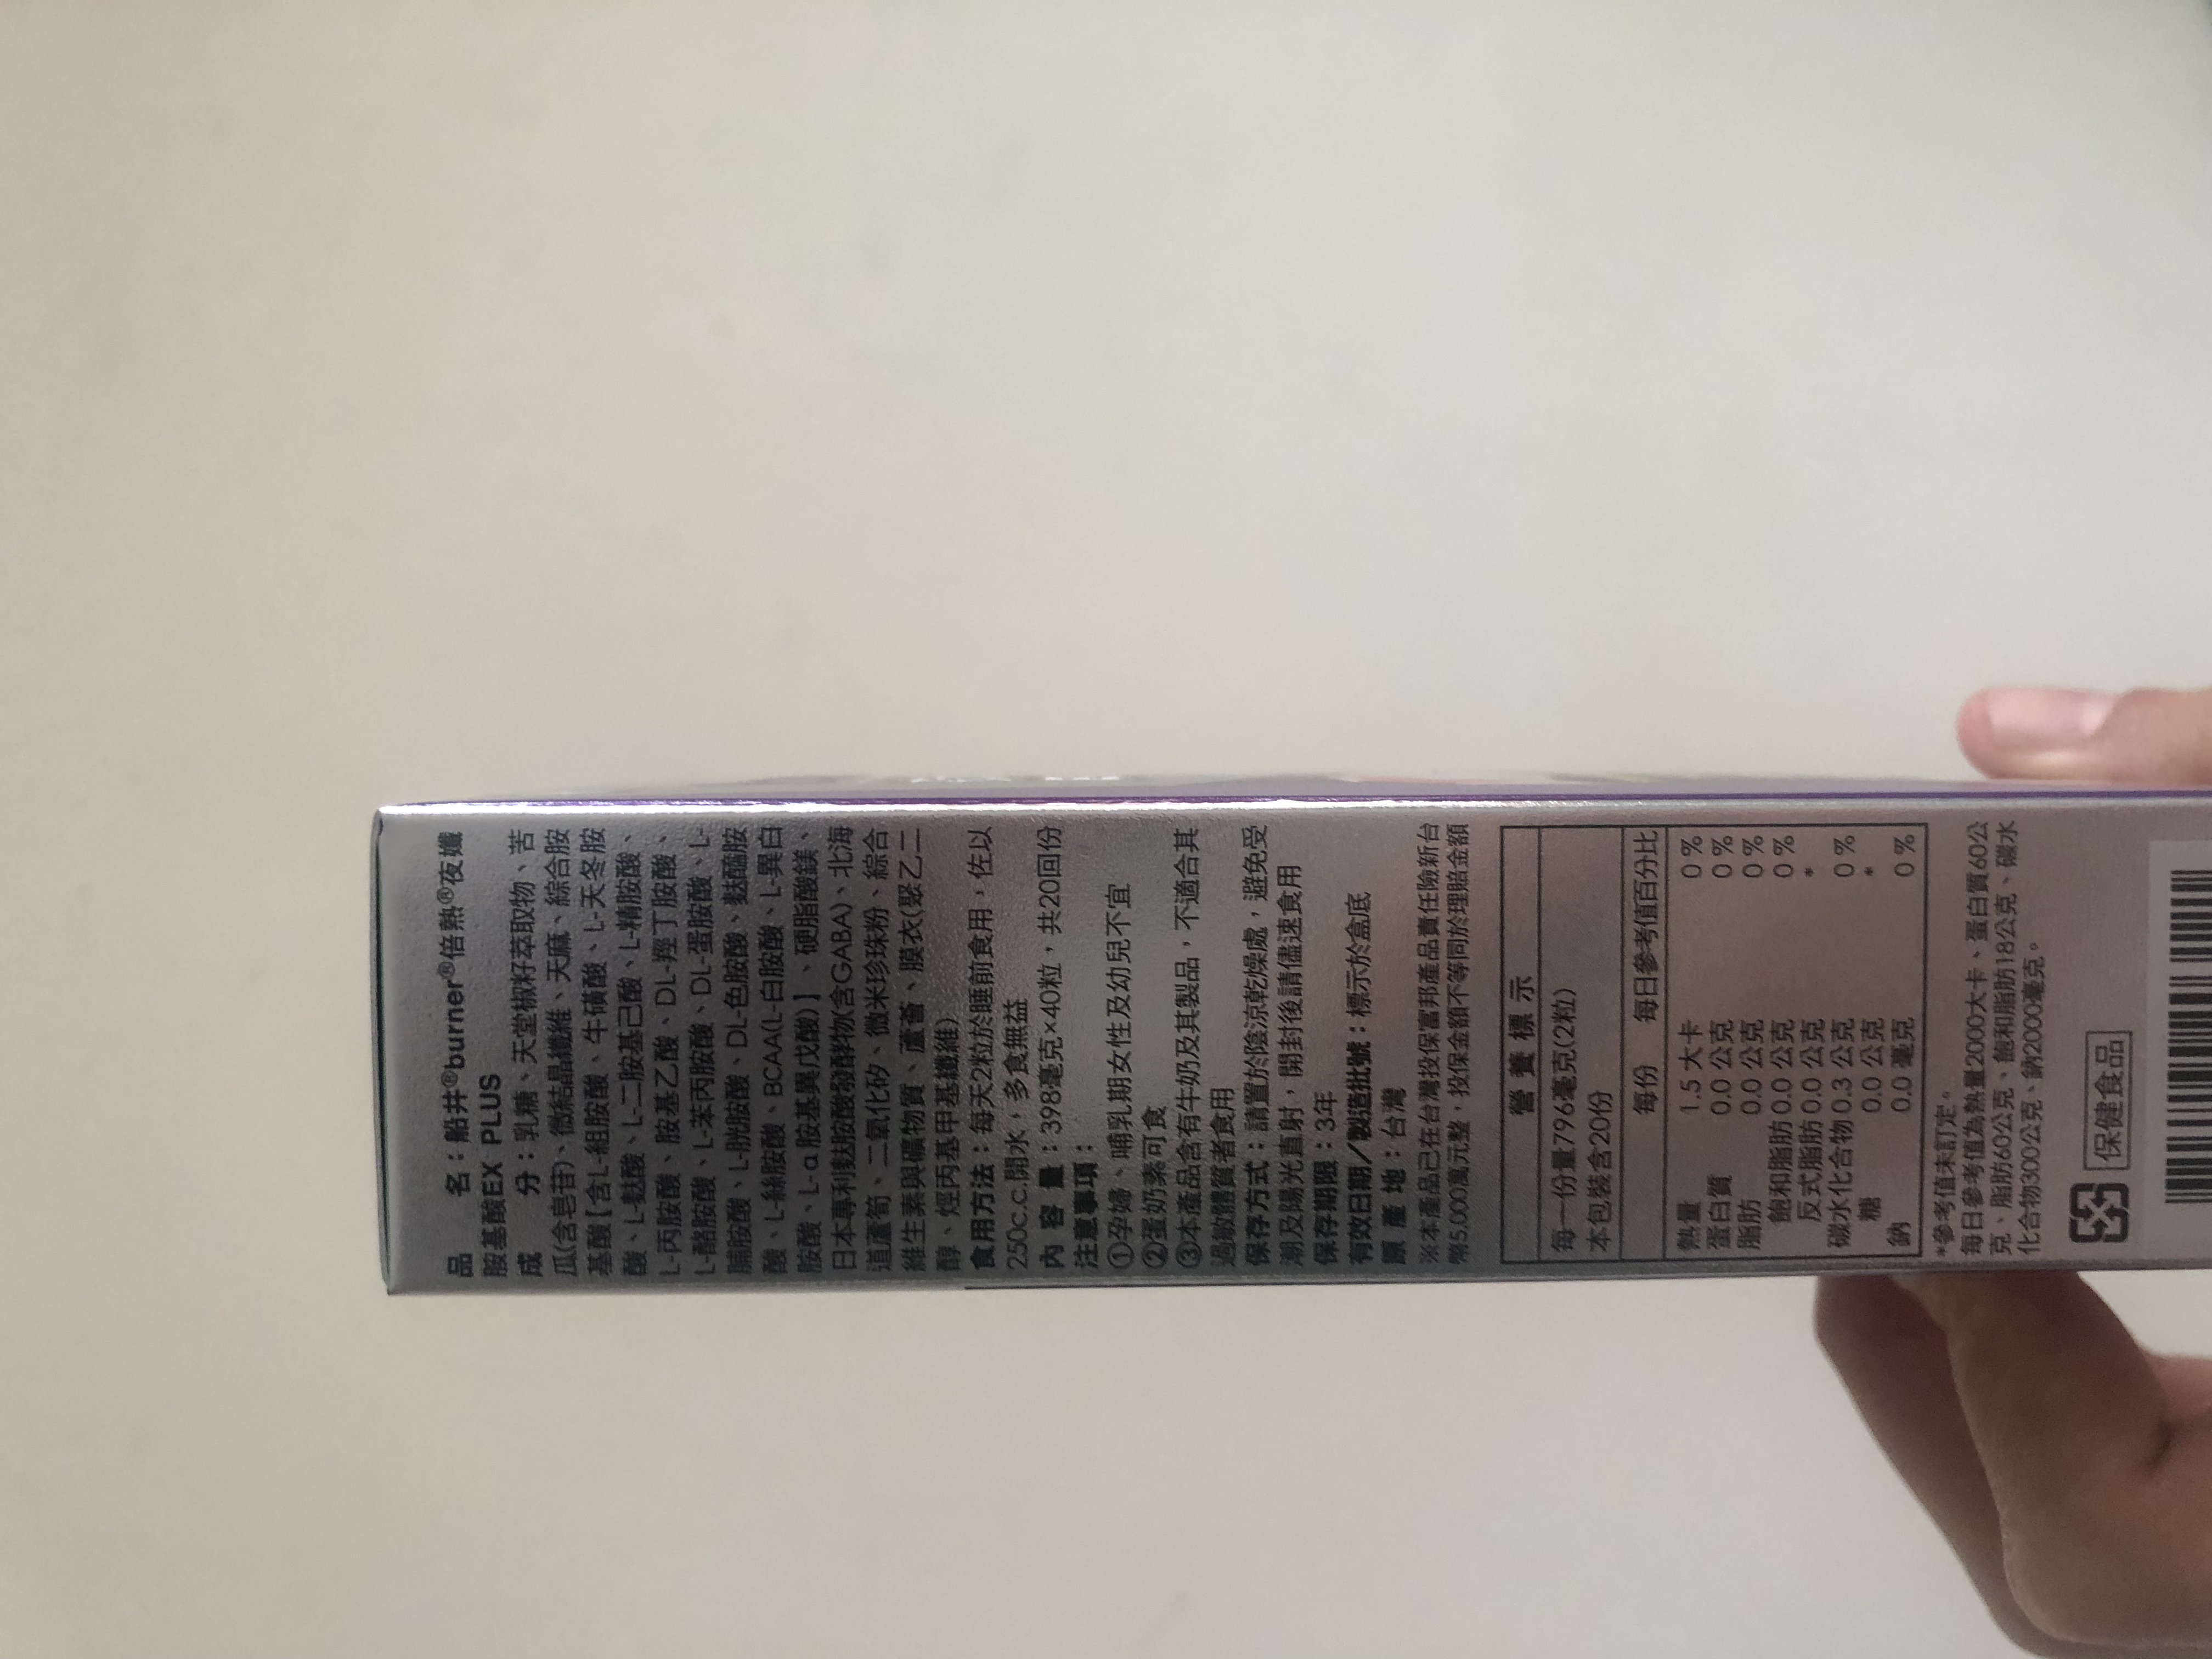 品名：船井®burner®倍熱®夜孅
胺基酸EX PLUS
成分：乳糖、天堂椒籽萃取物、苦
瓜(含皂苷)、微結晶纖維、天麻、綜合胺
基酸【含L-組胺酸、牛磺酸、L-天冬胺
酸、L-麩酸、L-二胺基己酸、L-精胺酸、
L-丙胺酸、胺基乙酸、DL-羥丁胺酸、
L-酪胺酸、L-苯丙胺酸、DL-蛋胺酸、L-
脯胺酸、L-胱胺酸、DL-色胺酸、麩醯胺
酸、L-絲胺酸、BCAA(L-白胺酸、L-異白
胺酸、L-α胺基異戊酸)】、硬脂酸鎂、
日本專利麩胺酸發酵物(含GABA)、北海
道蘆筍、二氧化矽、微米珍珠粉、綜合
維生素與礦物質、蘆薈、膜衣(聚乙二
醇、烴丙基甲基纖維)
食用方法：每天2粒於睡前食用，佐以
250c.c.開水，多食無益
內容量：398毫克×40粒，共20回份
注意事項：
①孕婦、哺乳期女性及幼兒不宜
②蛋奶素可食
③本產品含有牛奶及其製品，不適合其
過敏體質者食用
保存方式：請置於陰涼乾燥處，避免受
潮及陽光直射，開封後請儘速食用
保存期限：3年
有效日期／製造批號：標示於盒底
原產地：台灣
※本產品已在台灣投保富邦產品責任險新台
幣5,000萬元整，投保金額不等同於理賠金額
營養標示
每一份量796毫克(2粒)
本包裝含20份
每份 每日參考值百分比
熱量 1.5 大卡 0 %
蛋白質 0.0 公克 0 %
脂肪 0.0 公克 0 %
飽和脂肪 0.0 公克 0 %
反式脂肪 0.0 公克 *
碳水化合物 0.3 公克 0 %
糖 0.0 公克 *
鈉 0.0 毫克 0 %
*參考值未訂定。
每日參考值為熱量2000大卡、蛋白質60公
克、脂肪60公克、飽和脂肪18公克、碳水
化合物300公克、鈉2000毫克。
保健食品